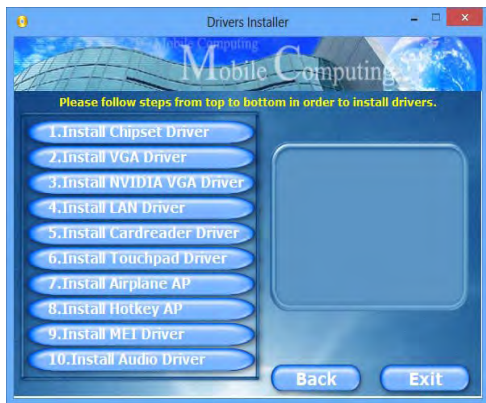 Drivers Installer
Mobile Computing
Mobile Computing
Please follow steps from top to bottom in order to install drivers.
1.Install Chipset Driver
2.Install VGA Driver
3.Install NVIDIA VGA Driver
4.Install LAN Driver
5.Install Cardreader Driver
6.Install Touchpad Driver
7.Install Airplane AP
8.Install Hotkey AP
9.Install MEI Driver
10.Install Audio Driver
Back
Exit